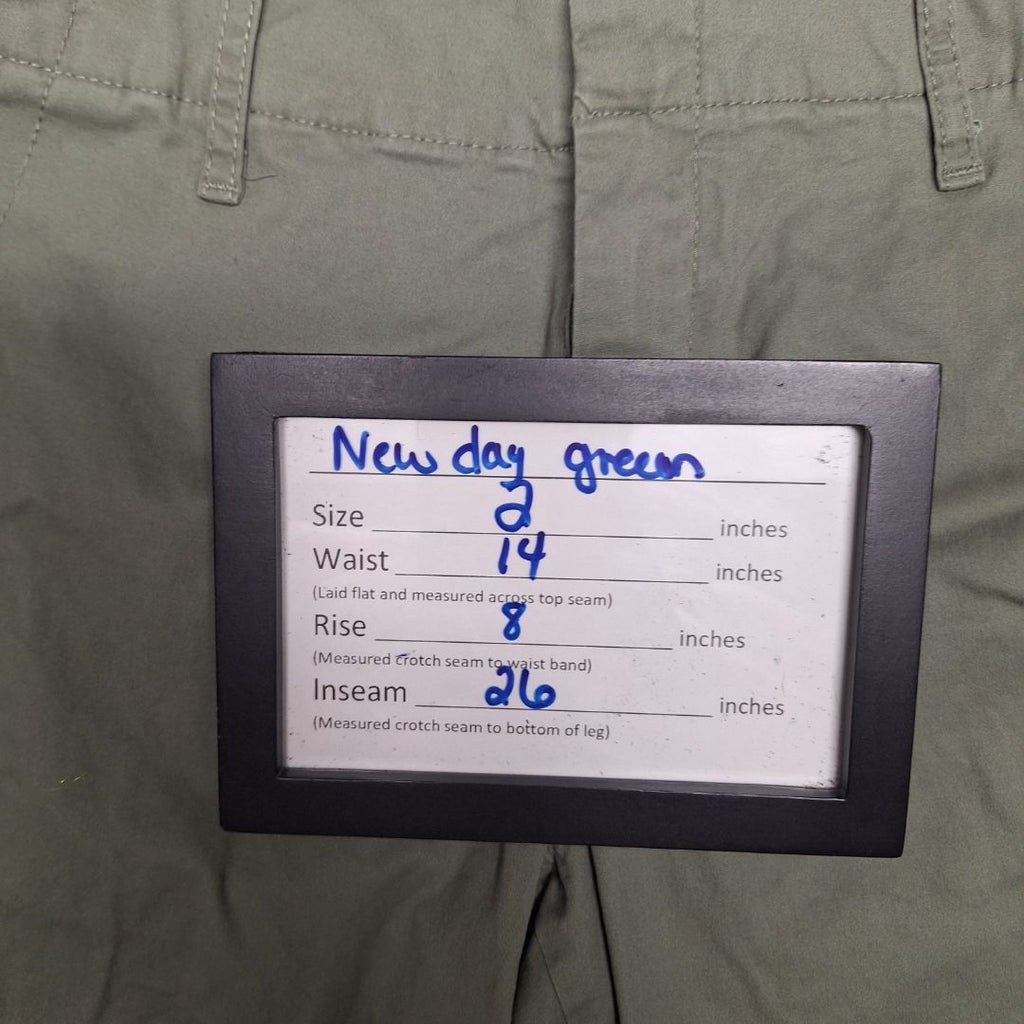 New day green
Size 2 inches
Waist 14 inches
(Laid flat and measured across top seam)
Rise 8 inches
(Measured crotch seam to waist band)
Inseam 26 inches
(Measured crotch seam to bottom of leg)